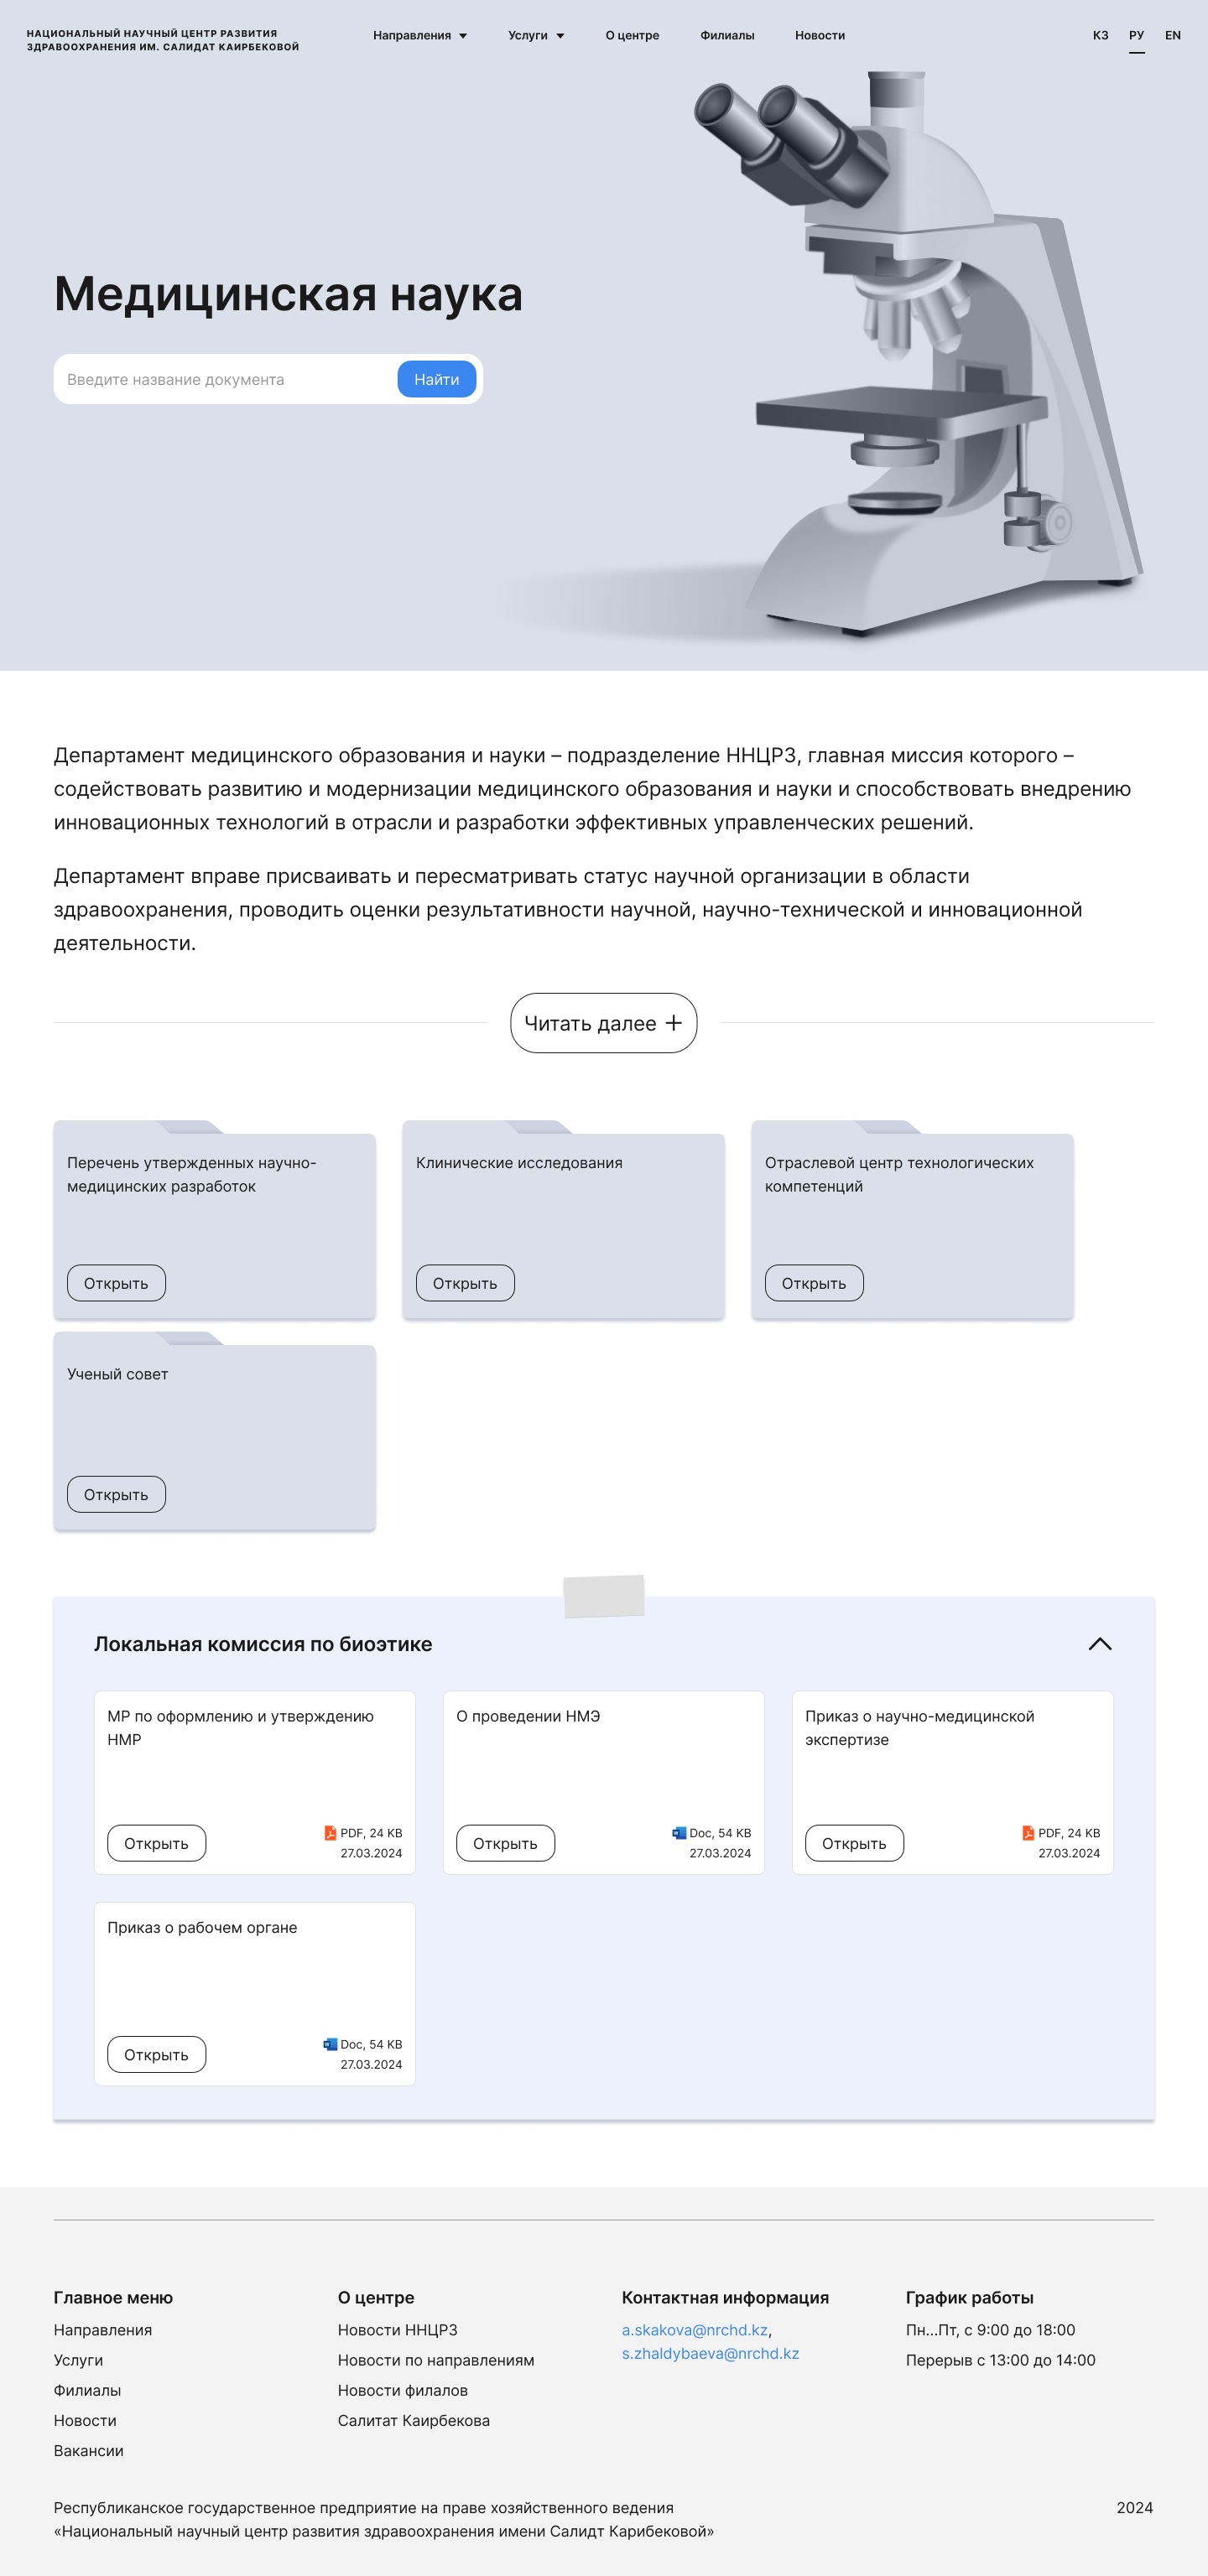 НАЦИОНАЛЬНЫЙ НАУЧНЫЙ ЦЕНТР РАЗВИТИЯ
ЗДРАВООХРАНЕНИЯ ИМ. САЛИДАТ КАИРБЕКОВОЙ
Направления
Услуги
О центре
Филиалы
Новости
КЗ
РУ
EN
Медицинская наука
Введите название документа
Найти
Департамент медицинского образования и науки – подразделение ННЦРЗ, главная миссия которого –
содействовать развитию и модернизации медицинского образования и науки и способствовать внедрению
инновационных технологий в отрасли и разработки эффективных управленческих решений.
Департамент вправе присваивать и пересматривать статус научной организации в области
здравоохранения, проводить оценки результативности научной, научно-технической и инновационной
деятельности.
Читать далее
Перечень утвержденных научно-
медицинских разработок
Открыть
Клинические исследования
Открыть
Отраслевой центр технологических
компетенций
Открыть
Ученый совет
Открыть
Локальная комиссия по биоэтике
МР по оформлению и утверждению
НМР
Открыть
PDF, 24 KB
27.03.2024
О проведении НМЭ
Открыть
Doc, 54 KB
27.03.2024
Приказ о научно-медицинской
экспертизе
Открыть
PDF, 24 KB
27.03.2024
Приказ о рабочем органе
Открыть
Doc, 54 KB
27.03.2024
Главное меню
Направления
Услуги
Филиалы
Новости
Вакансии
О центре
Новости ННЦРЗ
Новости по направлениям
Новости филалов
Салитат Каирбекова
Контактная информация
a.skakova@nrchd.kz,
s.zhaldybaeva@nrchd.kz
График работы
Пн...Пт, с 9:00 до 18:00
Перерыв с 13:00 до 14:00
Республиканское государственное предприятие на праве хозяйственного ведения
«Национальный научный центр развития здравоохранения имени Салидт Карибековой»
2024